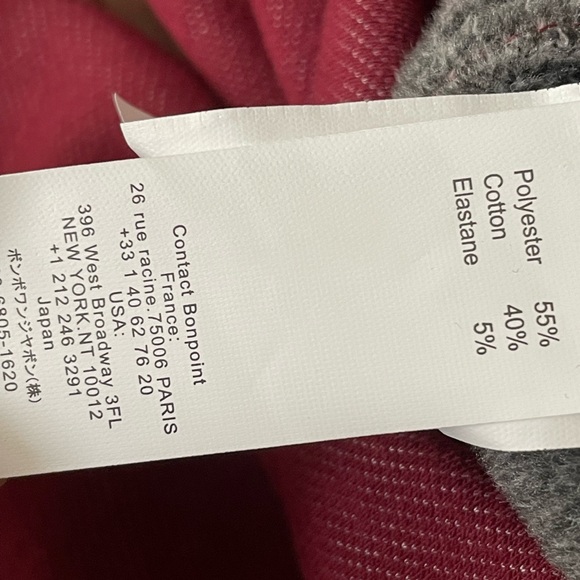 Polyester 55%
Cotton 40%
Elastane 5%
Contact Bonpoint
France:
26 rue racine.75006 PARIS
+33 1 40 62 76 20
USA:
396 West Broadway 3FL
NEW YORK.NT 10012
+1 212 246 3291
Japan
ボンポワンジャポン(株)
6805-1620